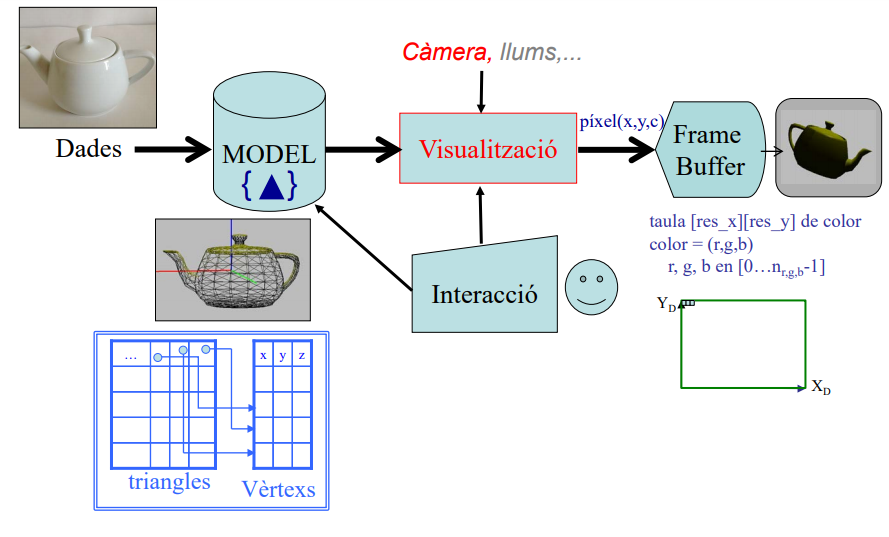 Càmera, llums,...
Dades
MODEL
{▲}
Visualització
píxel(x,y,c)
Frame
Buffer
taula [res_x][res_y] de color
color = (r,g,b)
r, g, b en [0…nr,g,b-1]
Interacció
YD
XD
...
x y z
triangles
Vèrtexs